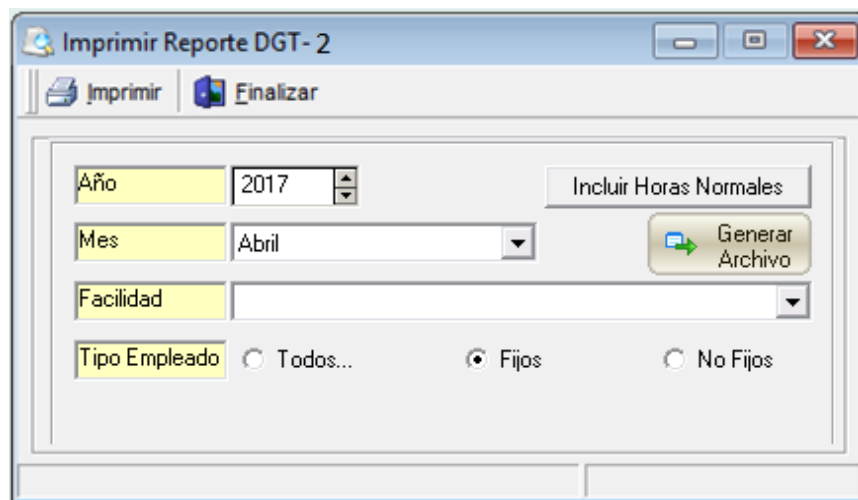 Imprimir Reporte DGT- 2
Imprimir Finalizar
Año 2017 Incluir Horas Normales
Mes Abril Generar
Archivo
Facilidad
Tipo Empleado Todos... Fijos No Fijos